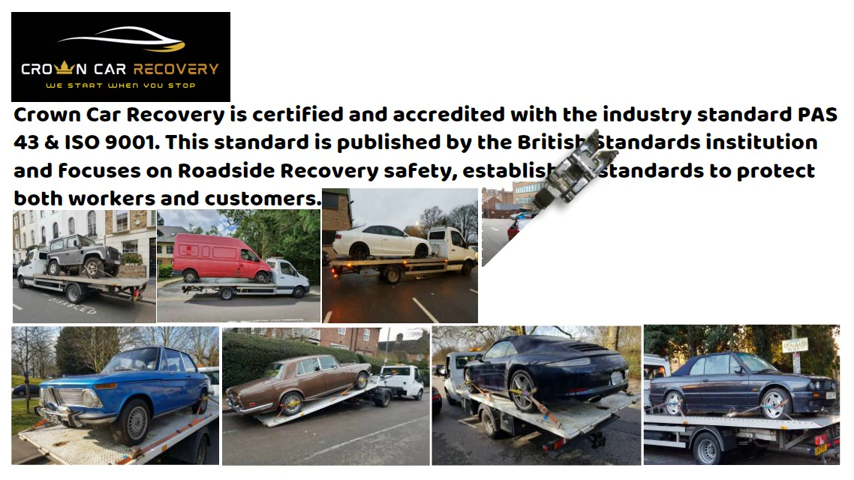 CROWN CAR RECOVERY
WE START WHEN YOU STOP
Crown Car Recovery is certified and accredited with the industry standard PAS
43 & ISO 9001. This standard is published by the British Standards institution
and focuses on Roadside Recovery safety, establish standards to protect
both workers and customers.
DISABLED